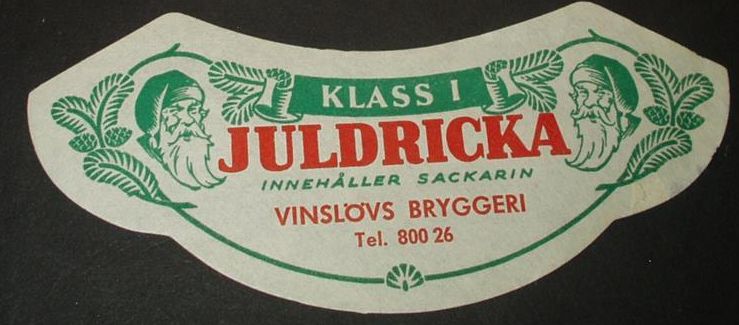 KLASS I
JULDRICKA
INNEHÅLLER SACKARIN
VINSLÖVS BRYGGERI
Tel. 800 26